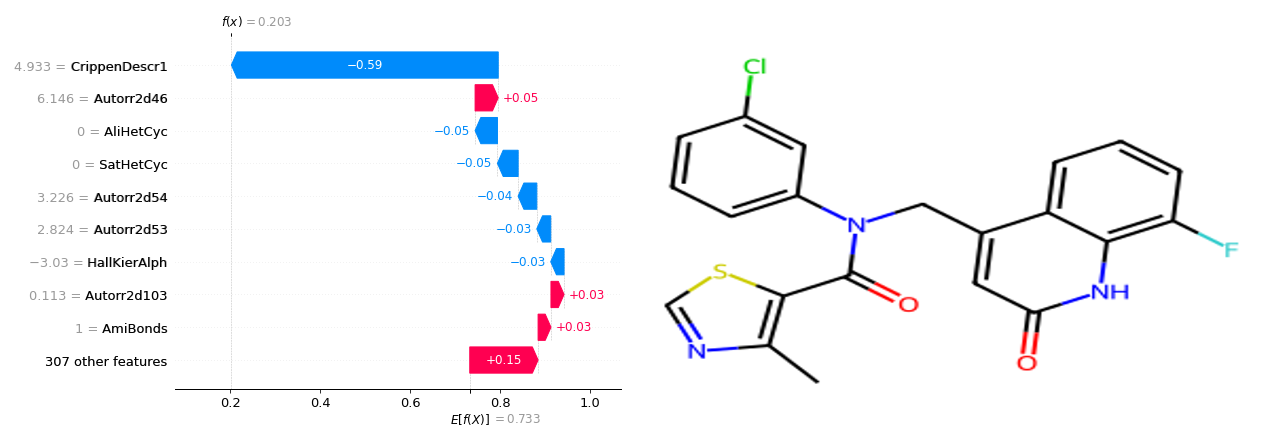 f(x) = 0.203
4.933 = CrippenDescr1 −0.59
6.146 = Autorr2d46 +0.05
0 = AliHetCyc −0.05
0 = SatHetCyc −0.05
3.226 = Autorr2d54 −0.04
2.824 = Autorr2d53 −0.03
−3.03 = HallKierAlph −0.03
0.113 = Autorr2d103 +0.03
1 = AmiBonds +0.03
307 other features +0.15
0.2 0.4 0.6 0.8 1.0
E[f(X)] = 0.733
Cl
N
F
S
O
NH
N
O